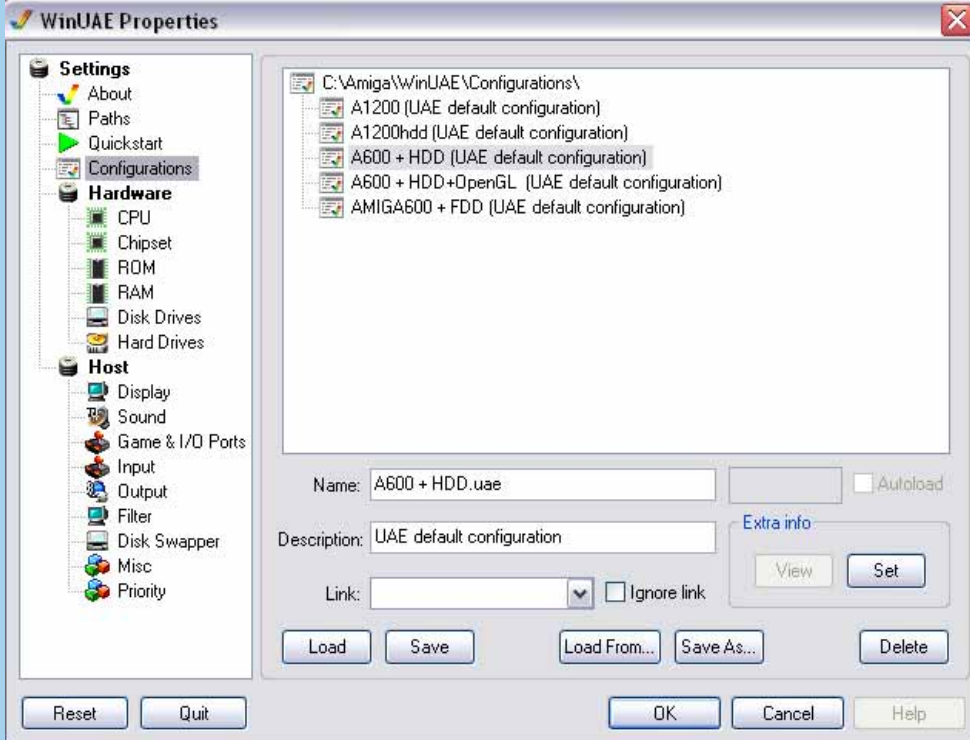 WinUAE Properties
Settings
About
Paths
Quickstart
Configurations
Hardware
CPU
Chipset
ROM
RAM
Disk Drives
Hard Drives
Host
Display
Sound
Game & I/O Ports
Input
Output
Filter
Disk Swapper
Misc
Priority
C:\Amiga\WinUAE\Configurations\
A1200 (UAE default configuration)
A1200hdd (UAE default configuration)
A600 + HDD (UAE default configuration)
A600 + HDD+OpenGL (UAE default configuration)
AMIGA600 + FDD (UAE default configuration)
Name: A600 + HDD.uae
Autoload
Description: UAE default configuration
Extra info
View Set
Link: Ignore link
Load Save Load From... Save As... Delete
Reset Quit OK Cancel Help